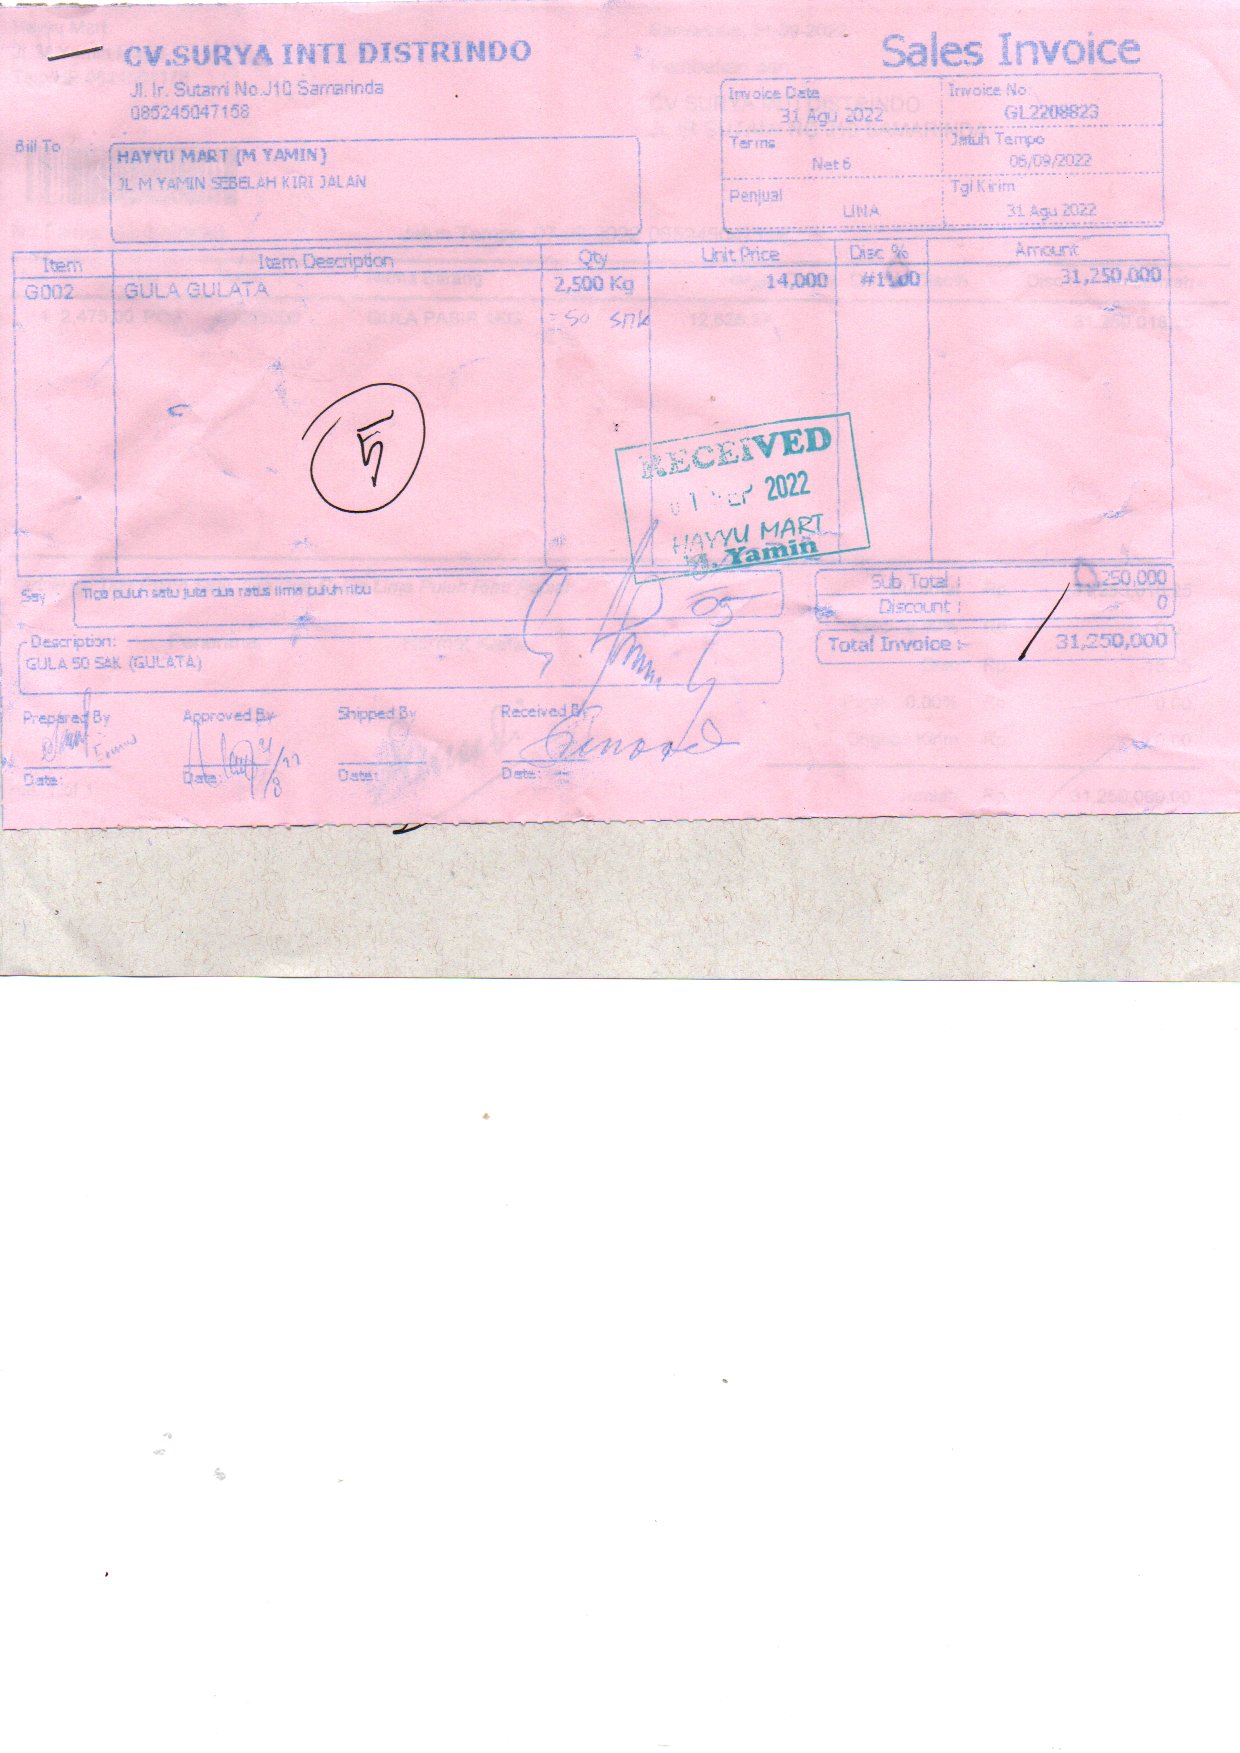 CV.SURYA INTI DISTRINDO
Jl. Ir. Sutami No.J10 Samarinda
085245047158
Sales Invoice
Invoice Date
31 Agu 2022
Invoice No.
GL2208823
Terms
Net 6
Jatuh Tempo
06/09/2022
Penjual
LINA
Tgl Kirim
31 Agu 2022
Bill To
HAYYU MART (M YAMIN)
JL M YAMIN SEBELAH KIRI JALAN
Item Item Description Qty Unit Price Disc % Amount
G002 GULA GULATA 2,500 Kg 14,000 31,250,000
= 50 snk
5
RECEIVED
2022
HAYYU MART
Yamin
Say : Tiga puluh satu juta dua ratus lima puluh ribu
Sub Total : 250,000
Discount : 0
Total Invoice : 31,250,000
Description:
GULA 50 SAK (GULATA)
Prepared By Approved By Shipped By Received By
Date: Date: Date: Date: